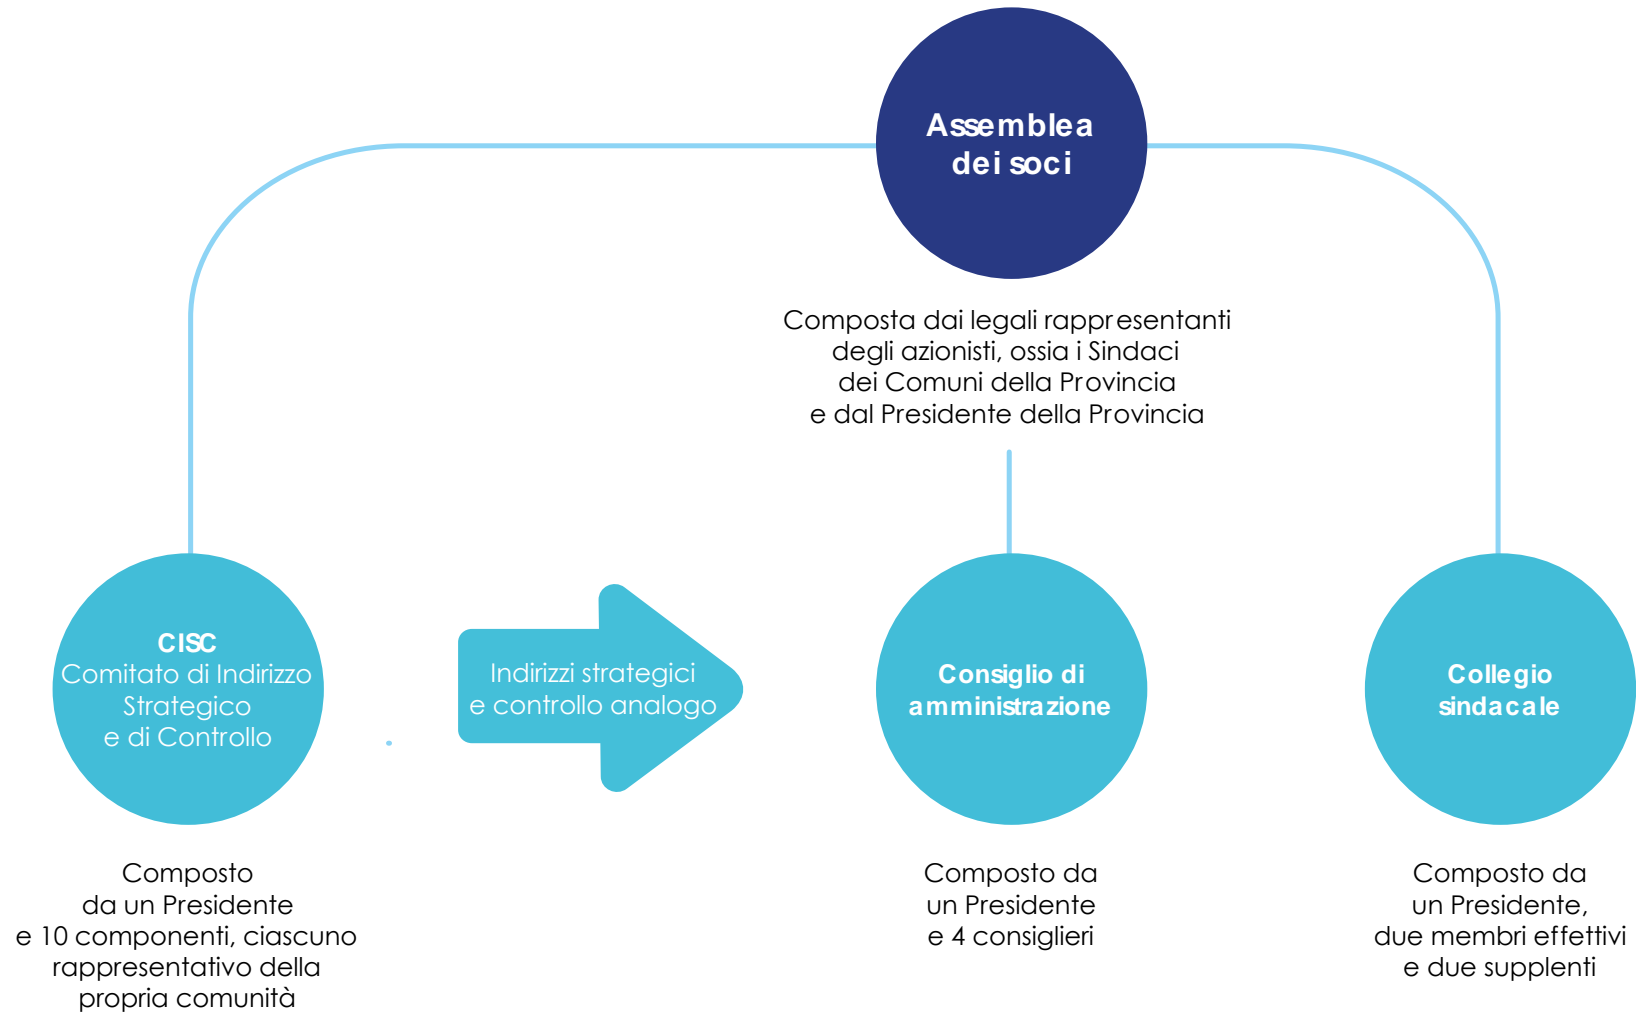 Assemblea
dei soci
Composta dai legali rappresentanti
degli azionisti, ossia i Sindaci
dei Comuni della Provincia
e dal Presidente della Provincia
CISC
Comitato di Indirizzo
Strategico
e di Controllo
Indirizzi strategici
e controllo analogo
Consiglio di
amministrazione
Collegio
sindacale
Composto
da un Presidente
e 10 componenti, ciascuno
rappresentativo della
propria comunità
Composto da
un Presidente
e 4 consiglieri
Composto da
un Presidente,
due membri effettivi
e due supplenti